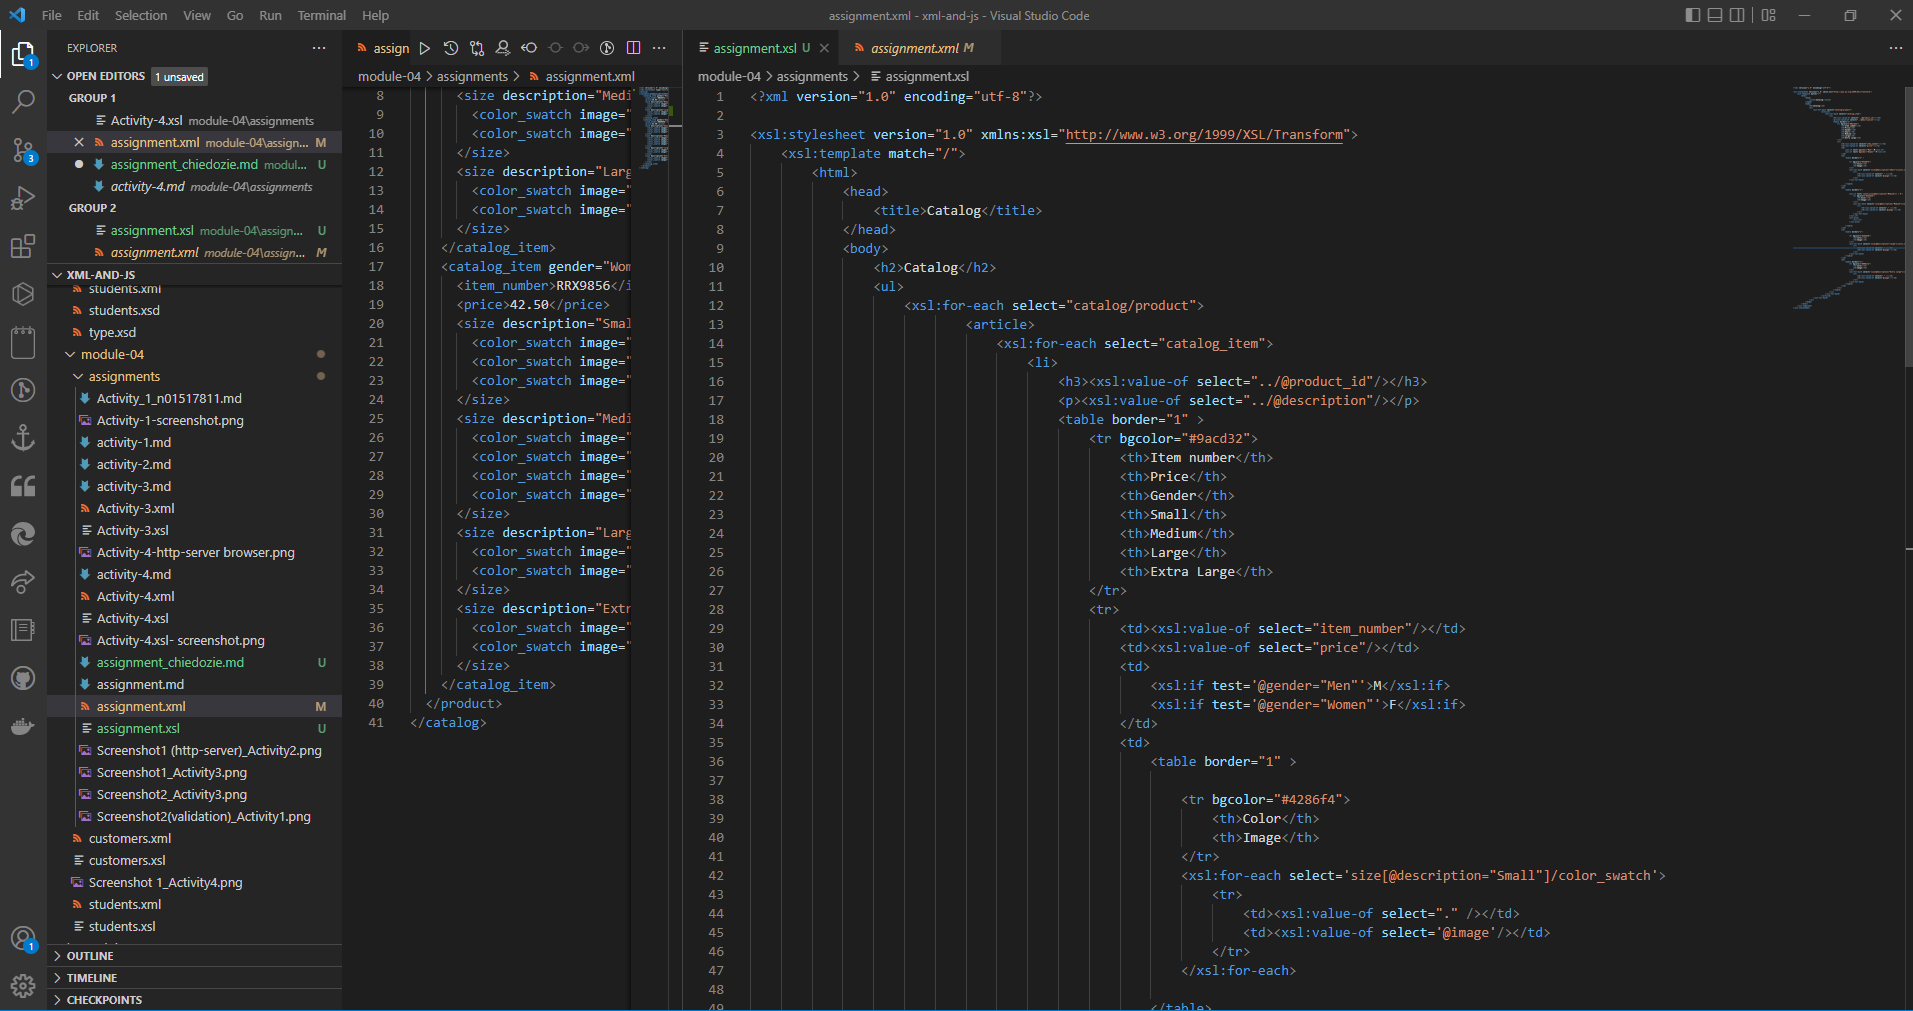 File Edit Selection View Go Run Terminal Help
assignment.xml - xml-and-js - Visual Studio Code
EXPLORER
OPEN EDITORS 1 unsaved
GROUP 1
Activity-4.xsl module-04\assignments
assignment.xml module-04\assign... M
assignment_chiedozie.md modul... U
activity-4.md module-04\assignments
GROUP 2
assignment.xsl module-04\assign... U
assignment.xml module-04\assign... M
XML-AND-JS
students.xml
students.xsd
type.xsd
module-04
assignments
Activity_1_n01517811.md
Activity-1-screenshot.png
activity-1.md
activity-2.md
activity-3.md
Activity-3.xml
Activity-3.xsl
Activity-4-http-server browser.png
activity-4.md
Activity-4.xml
Activity-4.xsl
Activity-4.xsl- screenshot.png
assignment_chiedozie.md U
assignment.md
assignment.xml M
assignment.xsl U
Screenshot1 (http-server)_Activity2.png
Screenshot1_Activity3.png
Screenshot2_Activity3.png
Screenshot2(validation)_Activity1.png
customers.xml
customers.xsl
Screenshot 1_Activity4.png
students.xml
students.xsl
OUTLINE
TIMELINE
CHECKPOINTS
1
3
1
assign
module-04 > assignments > assignment.xml
8 <size description="Medi
9 <color_swatch image="
10 <color_swatch image="
11 </size>
12 <size description="Larg
13 <color_swatch image="
14 <color_swatch image="
15 </size>
16 </catalog_item>
17 <catalog_item gender="Wom
18 <item_number>RRX9856</i
19 <price>42.50</price>
20 <size description="Smal
21 <color_swatch image="
22 <color_swatch image="
23 <color_swatch image="
24 </size>
25 <size description="Medi
26 <color_swatch image="
27 <color_swatch image="
28 <color_swatch image="
29 <color_swatch image="
30 </size>
31 <size description="Larg
32 <color_swatch image="
33 <color_swatch image="
34 </size>
35 <size description="Extr
36 <color_swatch image="
37 <color_swatch image="
38 </size>
39 </catalog_item>
40 </product>
41 </catalog>
assignment.xsl U assignment.xml M
module-04 > assignments > assignment.xsl
1 <?xml version="1.0" encoding="utf-8"?>
2
3 <xsl:stylesheet version="1.0" xmlns:xsl="http://www.w3.org/1999/XSL/Transform">
4 <xsl:template match="/">
5 <html>
6 <head>
7 <title>Catalog</title>
8 </head>
9 <body>
10 <h2>Catalog</h2>
11 <ul>
12 <xsl:for-each select="catalog/product">
13 <article>
14 <xsl:for-each select="catalog_item">
15 <li>
16 <h3><xsl:value-of select="../@product_id"/></h3>
17 <p><xsl:value-of select="../@description"/></p>
18 <table border="1" >
19 <tr bgcolor="#9acd32">
20 <th>Item number</th>
21 <th>Price</th>
22 <th>Gender</th>
23 <th>Small</th>
24 <th>Medium</th>
25 <th>Large</th>
26 <th>Extra Large</th>
27 </tr>
28 <tr>
29 <td><xsl:value-of select="item_number"/></td>
30 <td><xsl:value-of select="price"/></td>
31 <td>
32 <xsl:if test='@gender="Men"'>M</xsl:if>
33 <xsl:if test='@gender="Women"'>F</xsl:if>
34 </td>
35 <td>
36 <table border="1" >
37
38 <tr bgcolor="#4286f4">
39 <th>Color</th>
40 <th>Image</th>
41 </tr>
42 <xsl:for-each select='size[@description="Small"]/color_swatch'>
43 <tr>
44 <td><xsl:value-of select="." /></td>
45 <td><xsl:value-of select='@image'/></td>
46 </tr>
47 </xsl:for-each>
48
49 </table>